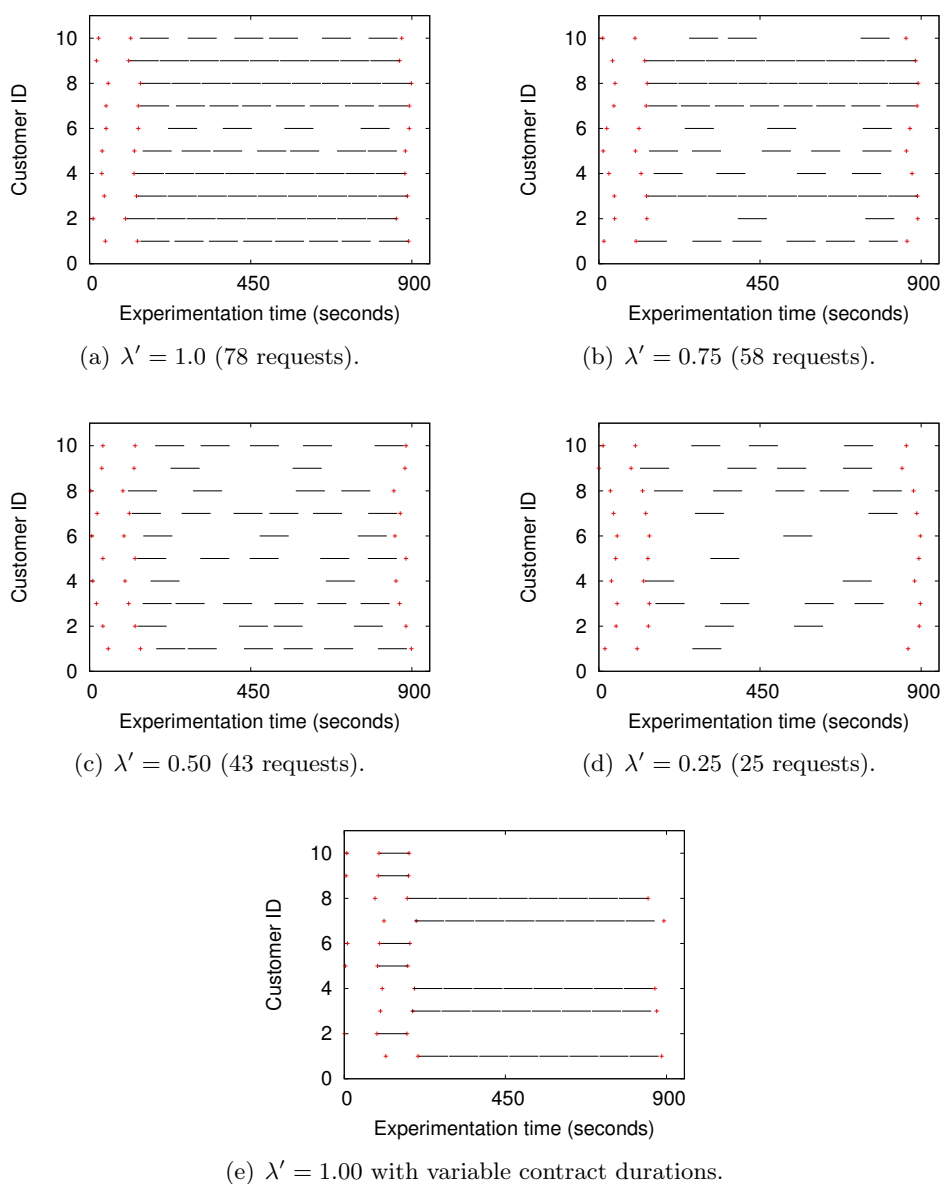 10
8
6
4
2
0
Customer ID
0 450 900
Experimentation time (seconds)
(a) λ′ = 1.0 (78 requests).
10
8
6
4
2
0
Customer ID
0 450 900
Experimentation time (seconds)
(b) λ′ = 0.75 (58 requests).
10
8
6
4
2
0
Customer ID
0 450 900
Experimentation time (seconds)
(c) λ′ = 0.50 (43 requests).
10
8
6
4
2
0
Customer ID
0 450 900
Experimentation time (seconds)
(d) λ′ = 0.25 (25 requests).
10
8
6
4
2
0
Customer ID
0 450 900
Experimentation time (seconds)
(e) λ′ = 1.00 with variable contract durations.